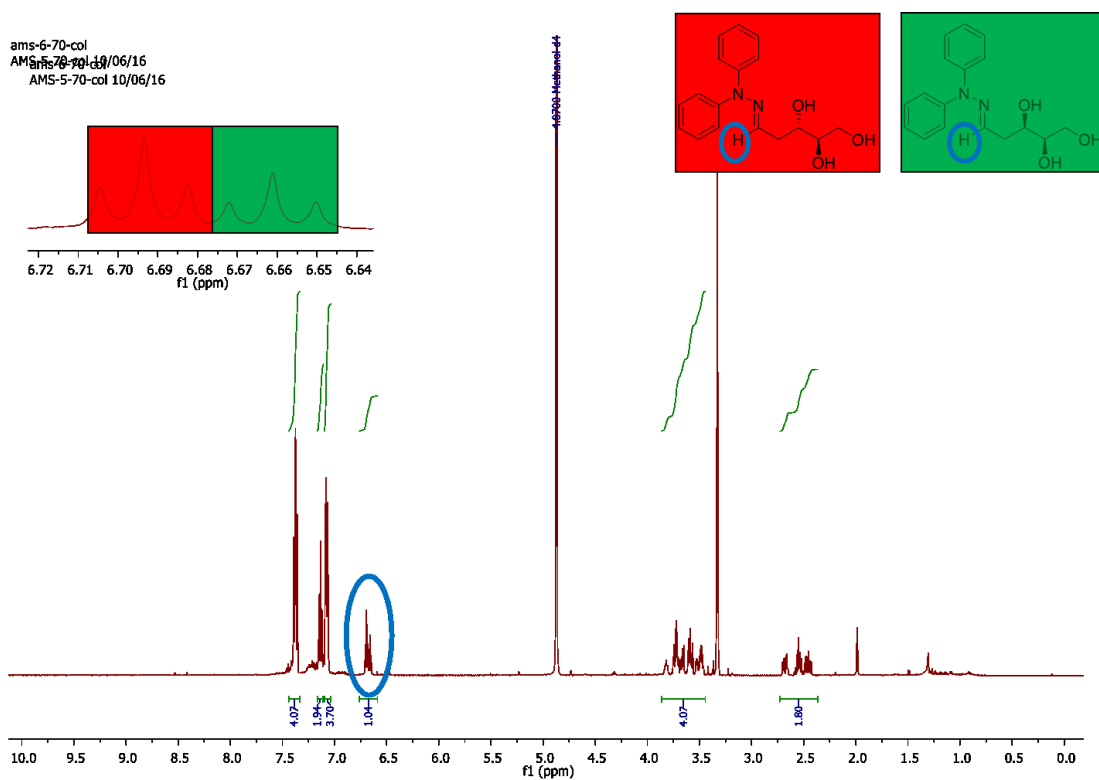 ams-6-70-col
AMS-5-70-col 10/06/16
ams-6-70-col
AMS-5-70-col 10/06/16
4.8700 Methanol-d4
N
N
H
OH
OH
OH
N
N
H
OH
OH
OH
6.72 6.71 6.70 6.69 6.68 6.67 6.66 6.65 6.64
f1 (ppm)
4.07
1.94
3.70
1.04
4.07
1.80
10.0 9.5 9.0 8.5 8.0 7.5 7.0 6.5 6.0 5.5 5.0 4.5 4.0 3.5 3.0 2.5 2.0 1.5 1.0 0.5 0.0
f1 (ppm)